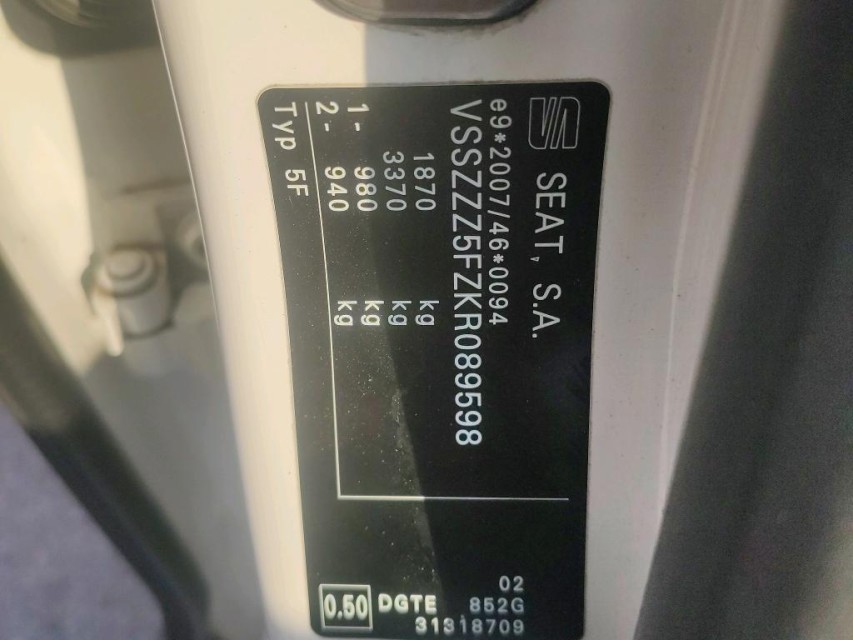 SEAT, S.A.
e9*2007/46*0094
VSSZZZ5FZKR089598
1870 kg
3370 kg
1- 980 kg
2- 940 kg
Typ 5F
02
852G
31318709
DGTE
0.50